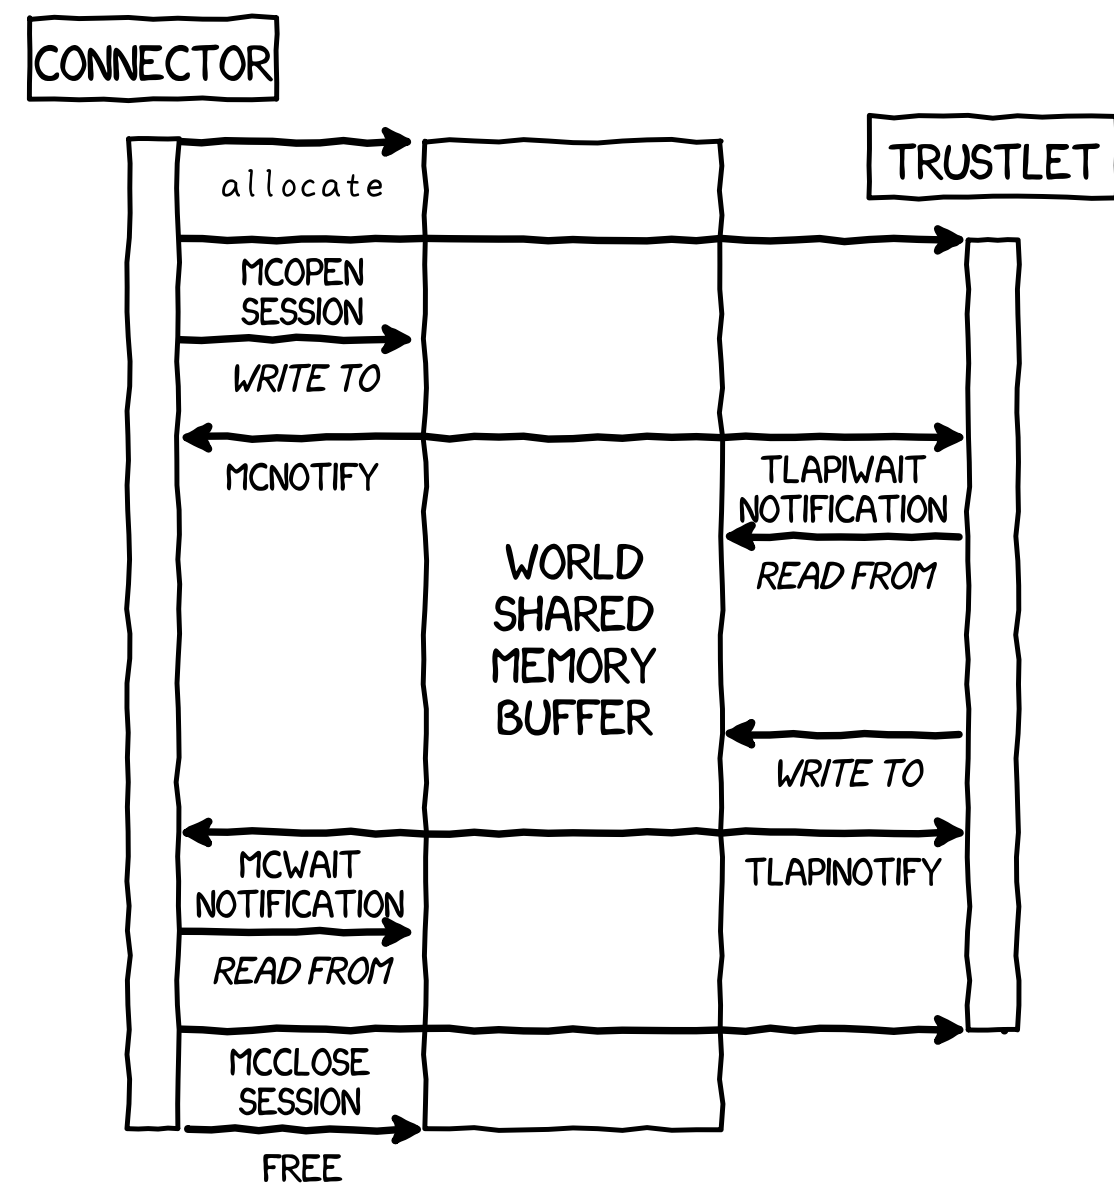 CONNECTOR
TRUSTLET
allocate
MCOPEN
SESSION
WRITE TO
MCNOTIFY
TLAPIWAIT
NOTIFICATION
READ FROM
WORLD
SHARED
MEMORY
BUFFER
WRITE TO
MCWAIT
NOTIFICATION
TLAPINOTIFY
READ FROM
MCCLOSE
SESSION
FREE